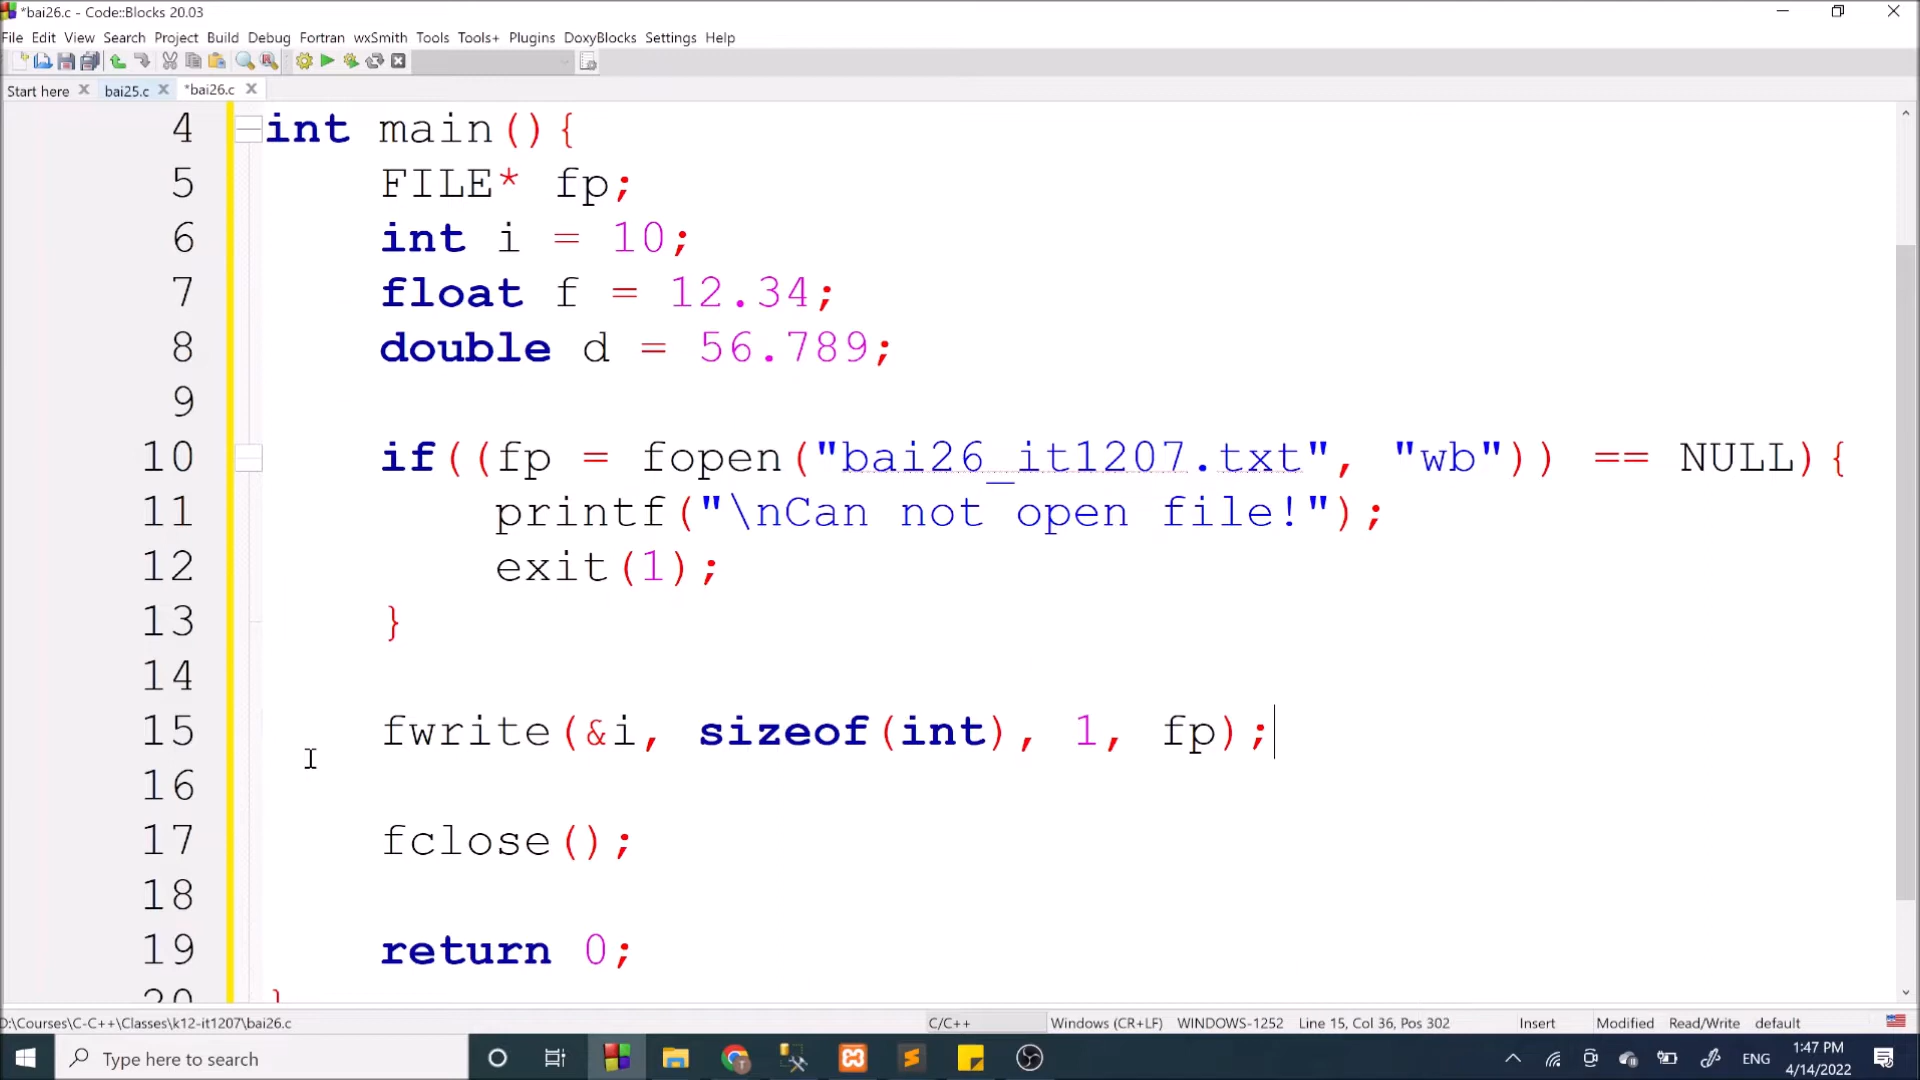 *bai26.c - Code::Blocks 20.03
File Edit View Search Project Build Debug Fortran wxSmith Tools Tools+ Plugins DoxyBlocks Settings Help
Start here bai25.c *bai26.c
4 int main(){
5 FILE* fp;
6 int i = 10;
7 float f = 12.34;
8 double d = 56.789;
9
10 if((fp = fopen("bai26_it1207.txt", "wb")) == NULL){
11 printf("\nCan not open file!");
12 exit(1);
13 }
14
15 fwrite(&i, sizeof(int), 1, fp);
16
17 fclose();
18
19 return 0;
20 }
D:\Courses\C-C++\Classes\k12-it1207\bai26.c C/C++ Windows (CR+LF) WINDOWS-1252 Line 15, Col 36, Pos 302 Insert Modified Read/Write default
Type here to search ENG 1:47 PM
4/14/2022